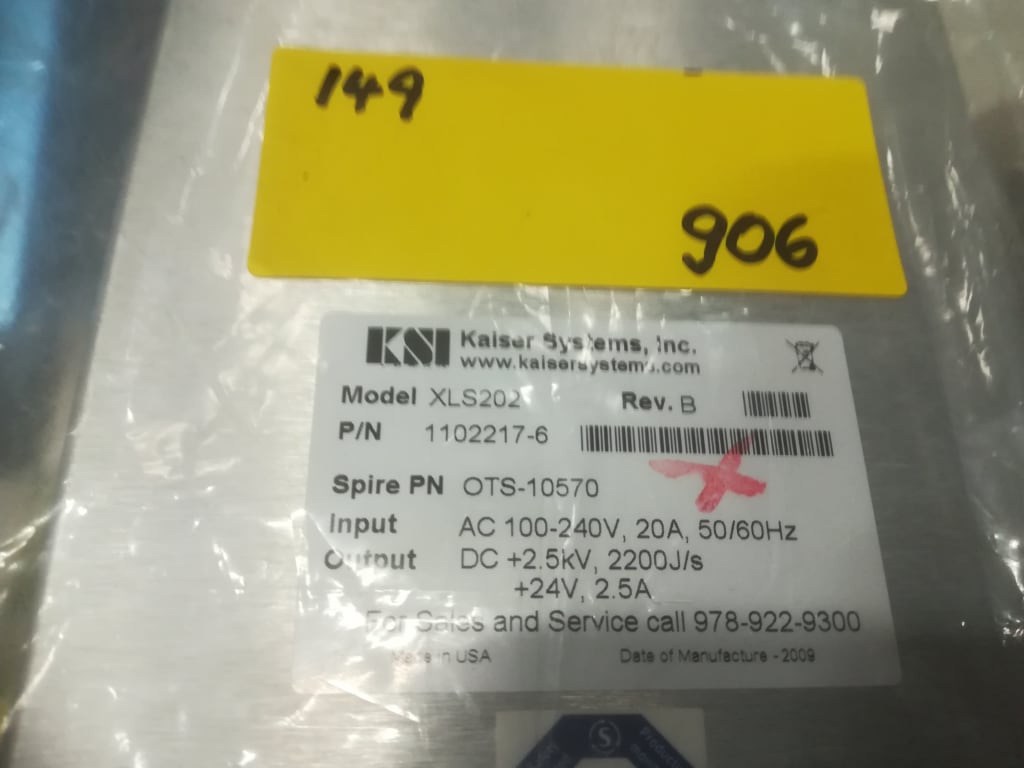 149
906
KSI Kaiser Systems, Inc.
www.kaisersystems.com
Model XLS202 Rev. B
P/N 1102217-6
Spire PN OTS-10570
Input AC 100-240V, 20A, 50/60Hz
Output DC +2.5kV, 2200J/s
+24V, 2.5A
For Sales and Service call 978-922-9300
Made in USA Date of Manufacture - 2009